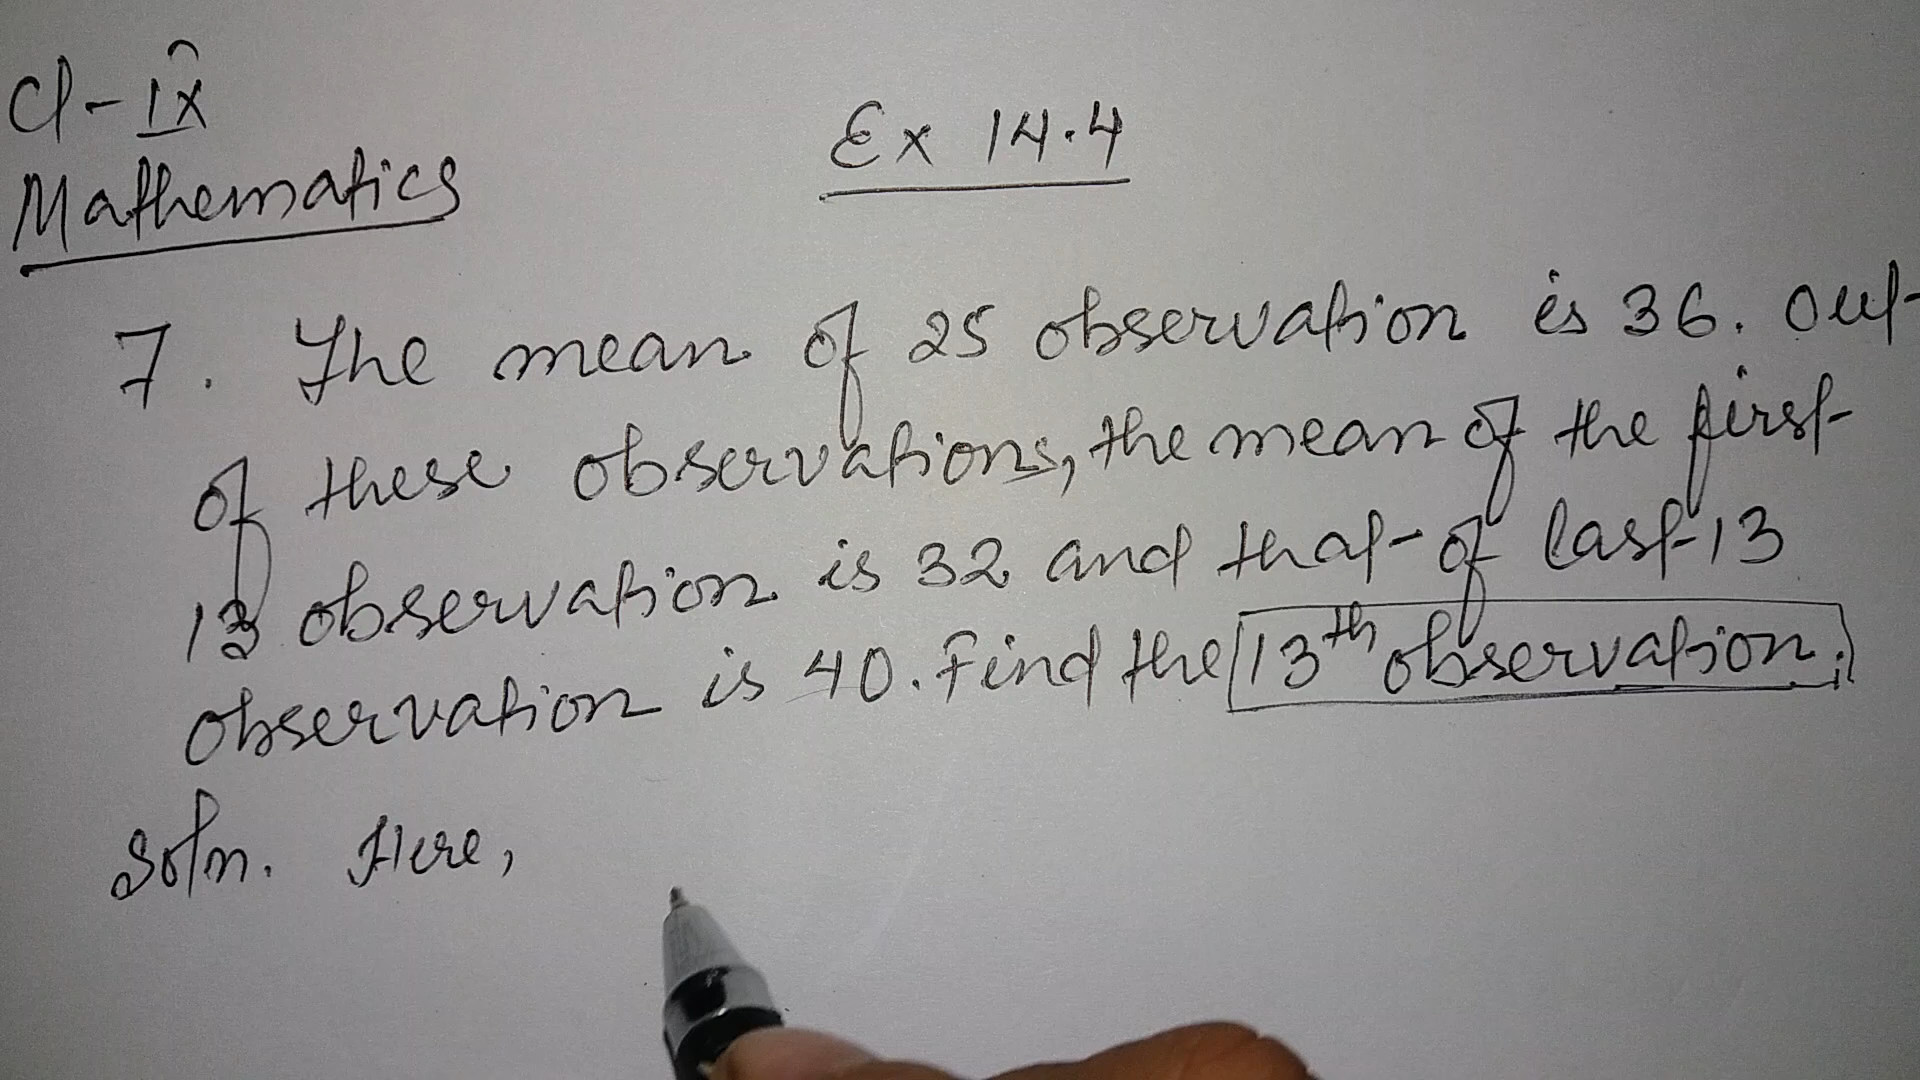 Cl-IX
Mathematics
Ex 14.4
7. The mean of 25 observation is 36. Out
of these observations, the mean of the first
13 observation is 32 and that of last 13
observation is 40. Find the 13th observation.
Soln. Here,